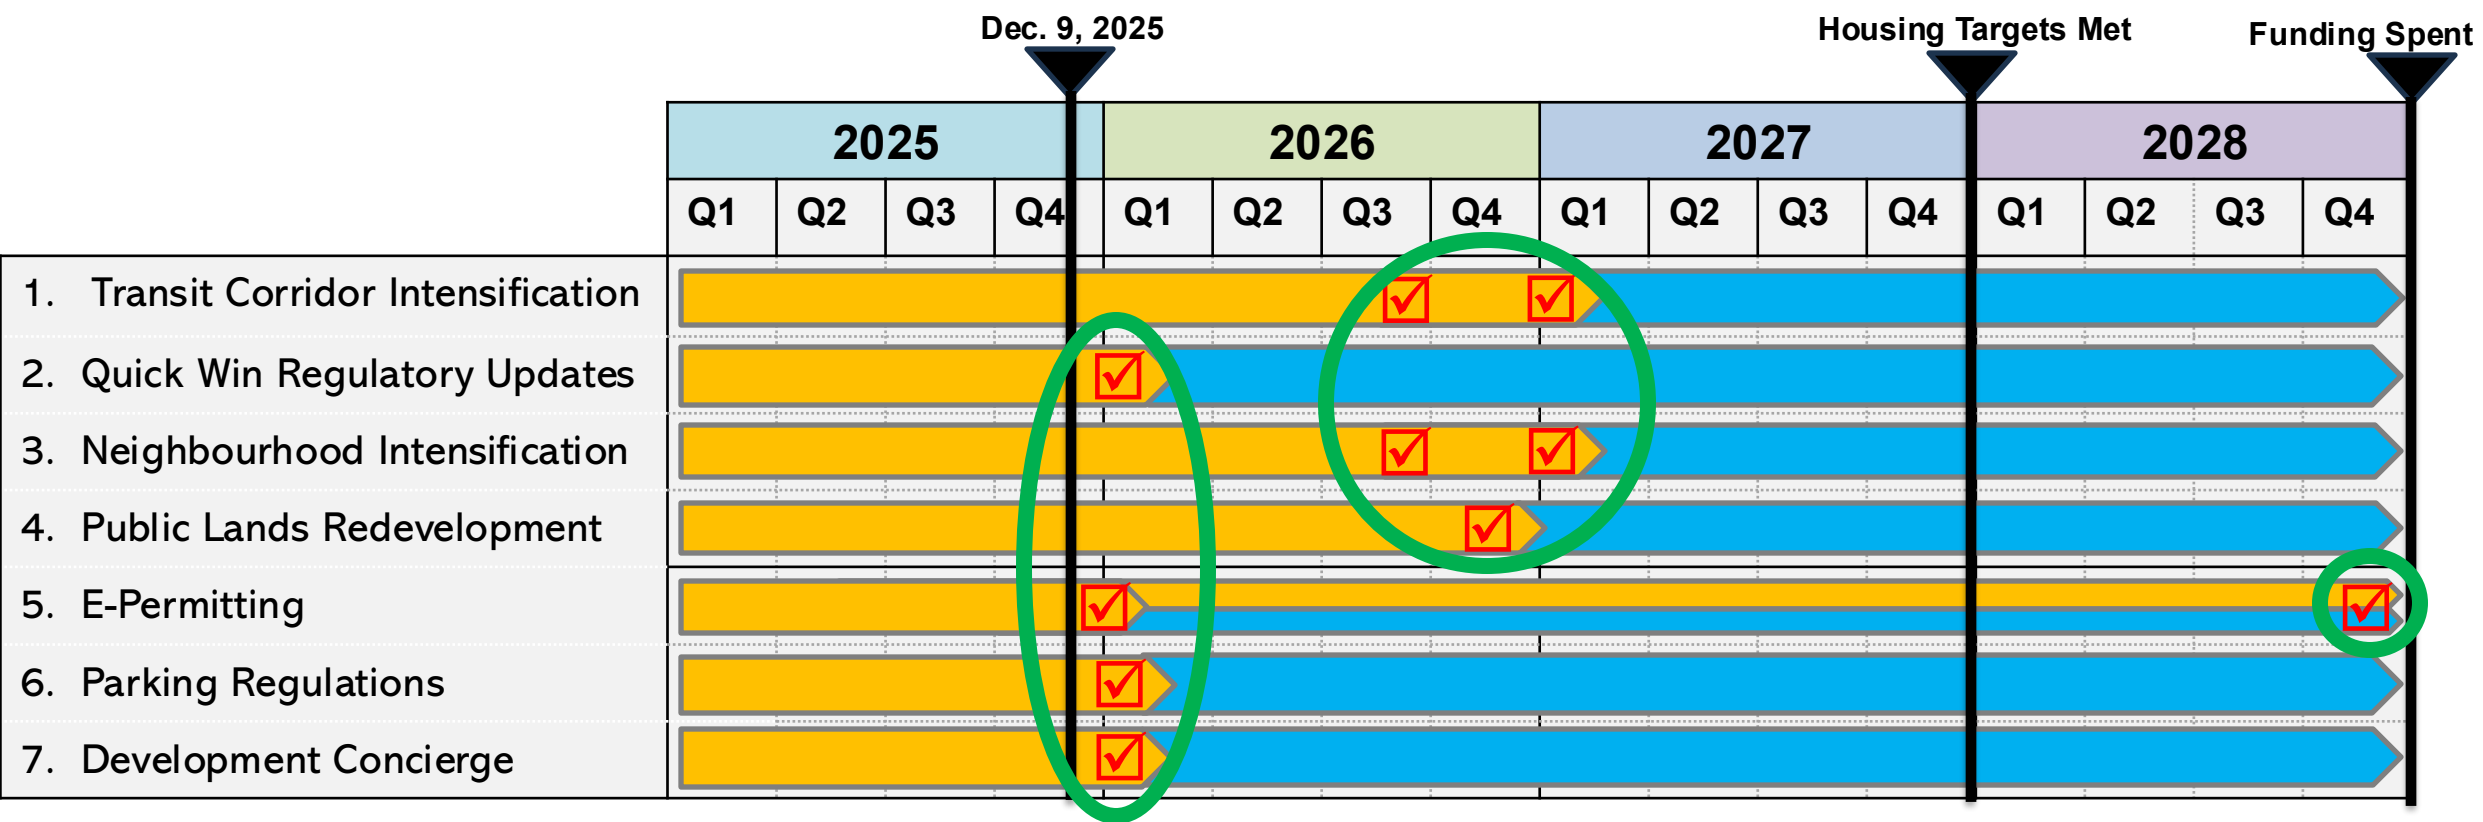 Dec. 9, 2025
Housing Targets Met
Funding Spent
2025 2026 2027 2028
Q1 Q2 Q3 Q4 Q1 Q2 Q3 Q4 Q1 Q2 Q3 Q4 Q1 Q2 Q3 Q4
1. Transit Corridor Intensification
2. Quick Win Regulatory Updates
3. Neighbourhood Intensification
4. Public Lands Redevelopment
5. E-Permitting
6. Parking Regulations
7. Development Concierge